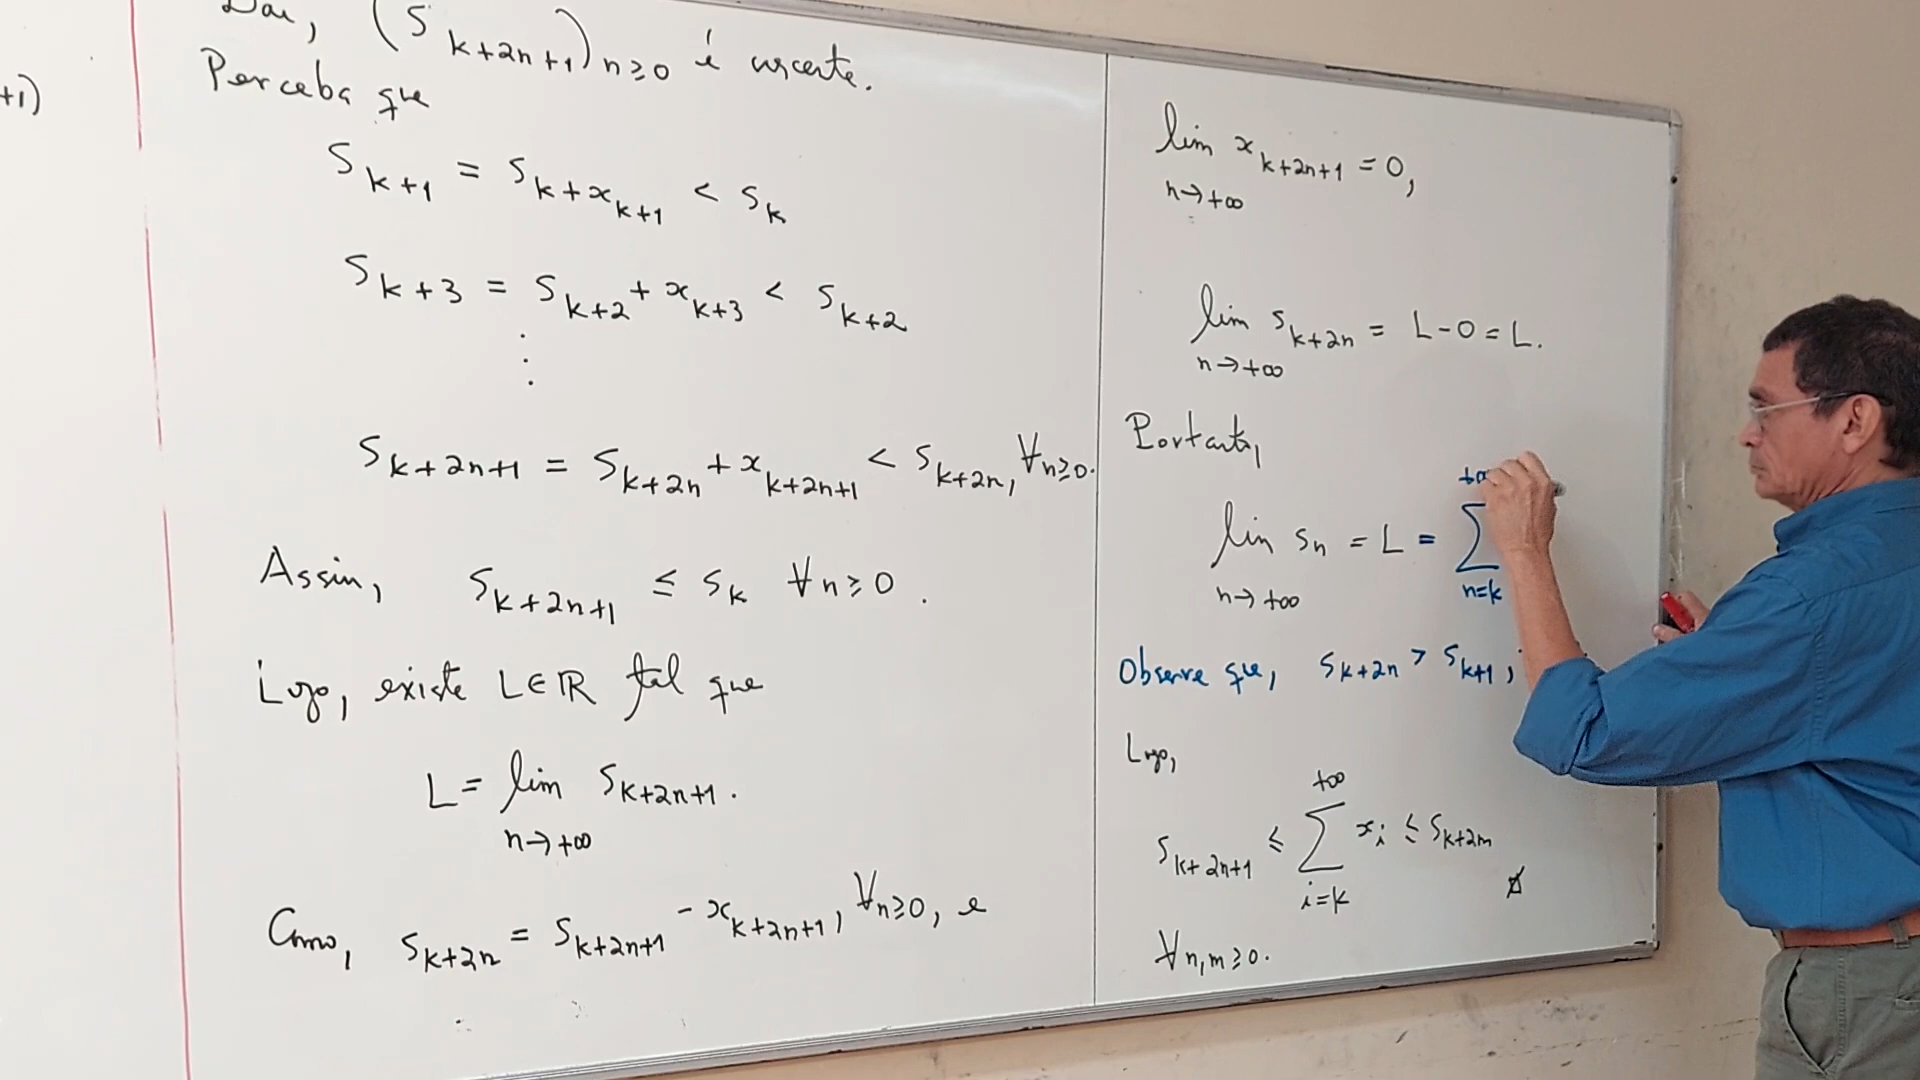 +1)
Daí, (S_{k+2n+1})_{n≥0} é crescente.
Perceba que
S_{k+1} = S_k + x_{k+1} < S_k
S_{k+3} = S_{k+2} + x_{k+3} < S_{k+2}
⋮
S_{k+2n+1} = S_{k+2n} + x_{k+2n+1} < S_{k+2n}, ∀n≥0.
Assim, S_{k+2n+1} ≤ S_k ∀n≥0.
Logo, existe L∈ℝ tal que
L = lim_{n→+∞} S_{k+2n+1}.
Como, S_{k+2n} = S_{k+2n+1} - x_{k+2n+1}, ∀n≥0, e
lim_{n→+∞} x_{k+2n+1} = 0,
lim_{n→+∞} S_{k+2n} = L-0 = L.
Portanto,
lim_{n→+∞} S_n = L = ∑_{n=k}
Observe que, S_{k+2n} > S_{k+1},
Logo,
S_{k+2n+1} ≤ ∑_{i=k}^{+∞} x_i ≤ S_{k+2m}
∀n,m≥0.